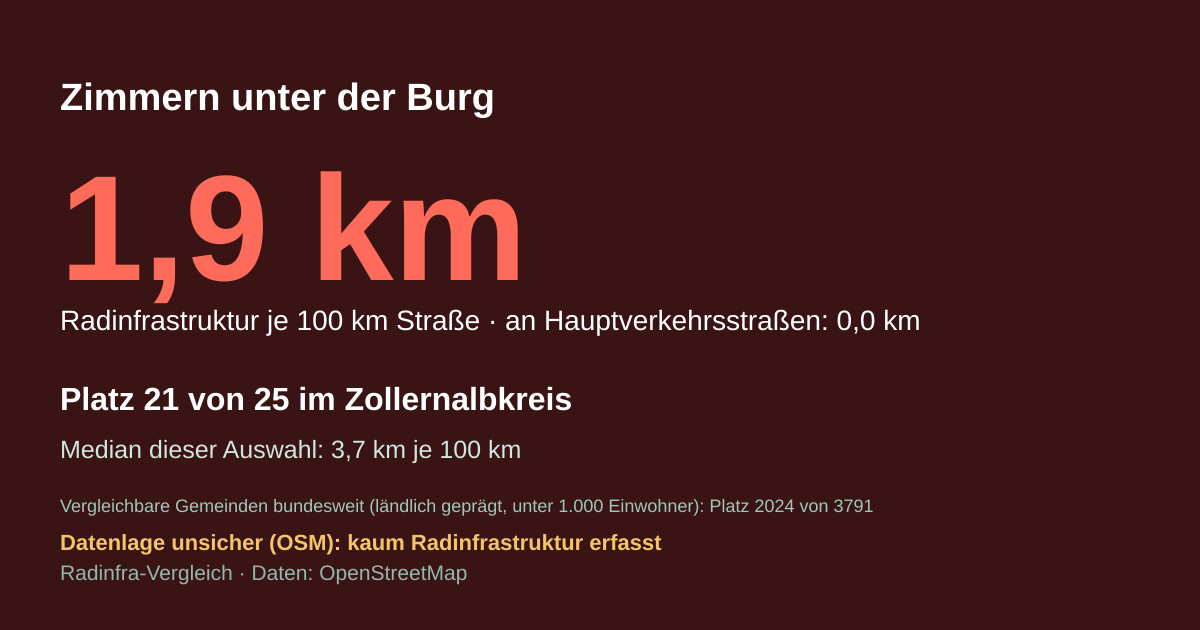 Zimmern unter der Burg
1,9 km
Radinfrastruktur je 100 km Straße · an Hauptverkehrsstraßen: 0,0 km
Platz 21 von 25 im Zollernalbkreis
Median dieser Auswahl: 3,7 km je 100 km
Vergleichbare Gemeinden bundesweit (ländlich geprägt, unter 1.000 Einwohner): Platz 2024 von 3791
Datenlage unsicher (OSM): kaum Radinfrastruktur erfasst
Radinfra-Vergleich · Daten: OpenStreetMap